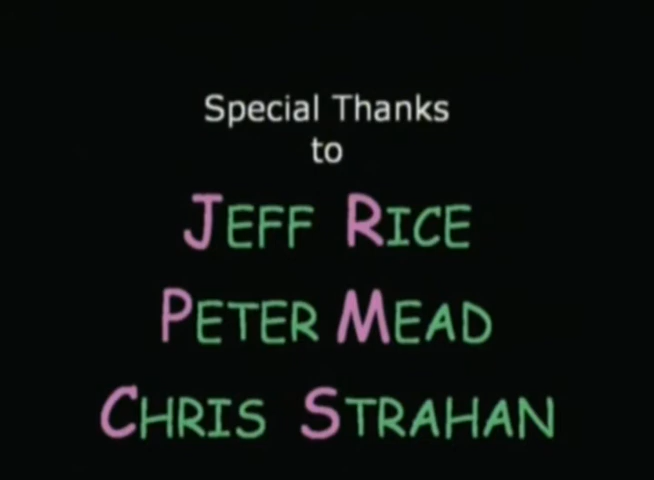 Special Thanks
to
JEFF RICE
PETER MEAD
CHRIS STRAHAN